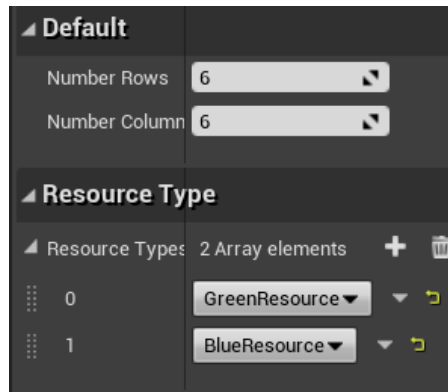 Default
Number Rows 6
Number Column 6
Resource Type
Resource Types 2 Array elements
0 GreenResource
1 BlueResource